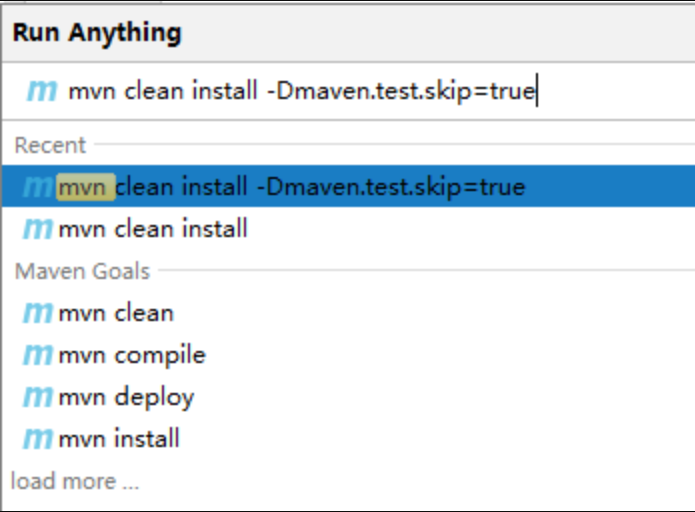 Run Anything
m mvn clean install -Dmaven.test.skip=true
Recent
m mvn clean install -Dmaven.test.skip=true
m mvn clean install
Maven Goals
m mvn clean
m mvn compile
m mvn deploy
m mvn install
load more ...